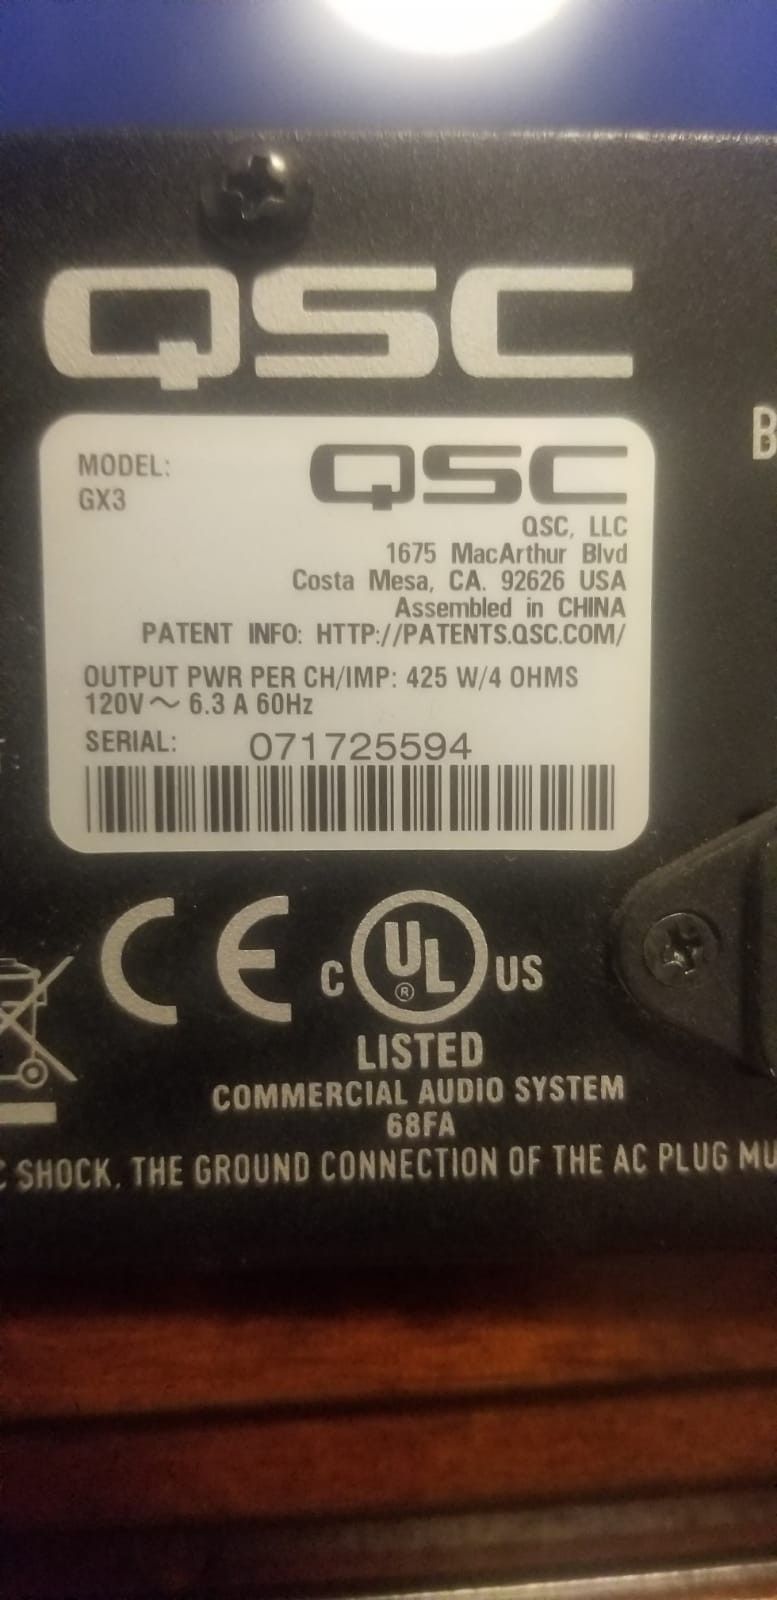 QSC
B
MODEL:
GX3
QSC
QSC, LLC
1675 MacArthur Blvd
Costa Mesa, CA. 92626 USA
Assembled in CHINA
PATENT INFO: HTTP://PATENTS.QSC.COM/
OUTPUT PWR PER CH/IMP: 425 W/4 OHMS
120V～ 6.3 A 60Hz
SERIAL: 071725594
CE C UL ® US
LISTED
COMMERCIAL AUDIO SYSTEM
68FA
C SHOCK, THE GROUND CONNECTION OF THE AC PLUG MU